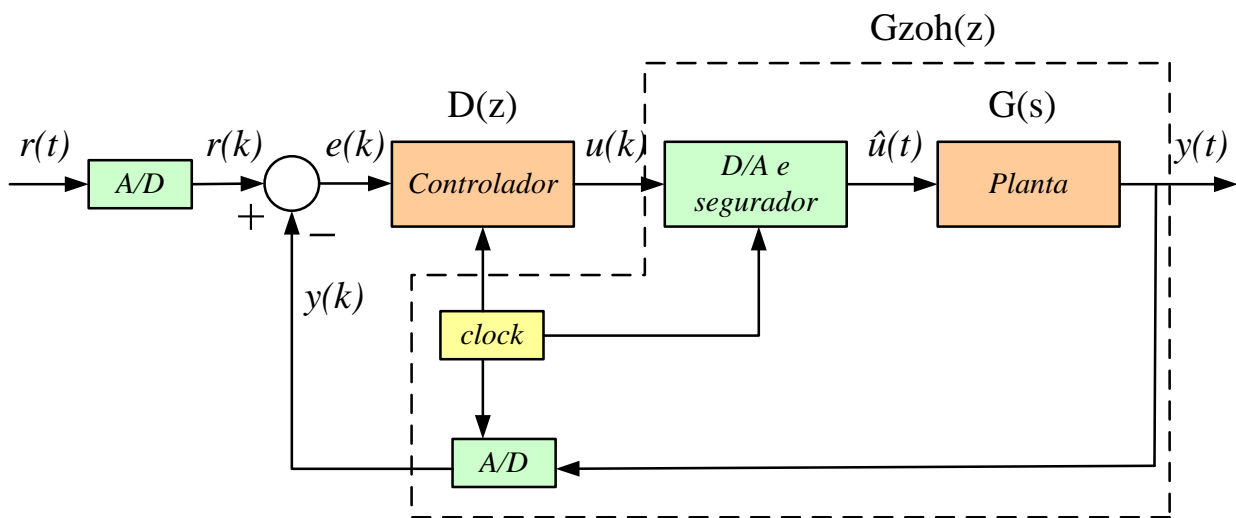 Gzoh(z)
D(z)
G(s)
r(t)
r(k)
e(k)
u(k)
û(t)
y(t)
A/D
Controlador
D/A e
segurador
Planta
+
−
y(k)
clock
A/D